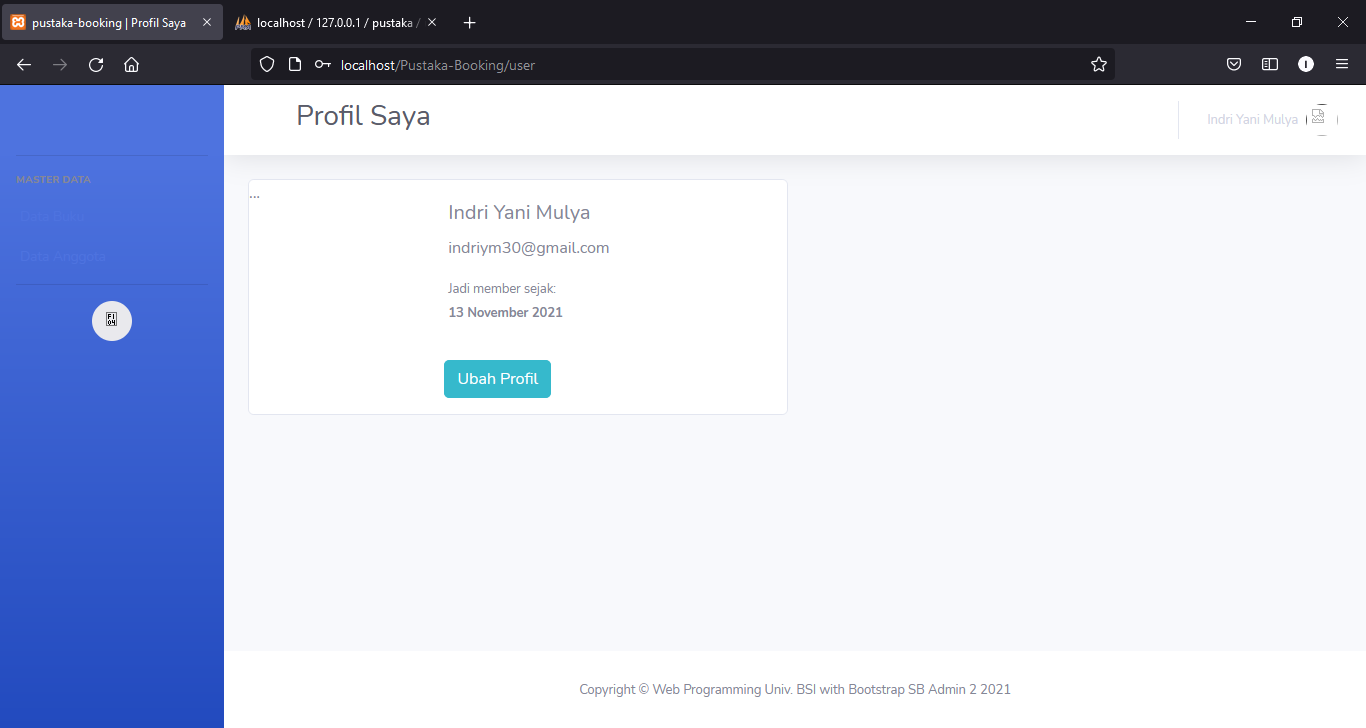 pustaka-booking | Profil Saya
localhost / 127.0.0.1 / pustaka /
localhost/Pustaka-Booking/user
I
Profil Saya
Indri Yani Mulya
MASTER DATA
Data Buku
Data Anggota
...
Indri Yani Mulya
indriym30@gmail.com
Jadi member sejak:
13 November 2021
Ubah Profil
Copyright © Web Programming Univ. BSI with Bootstrap SB Admin 2 2021